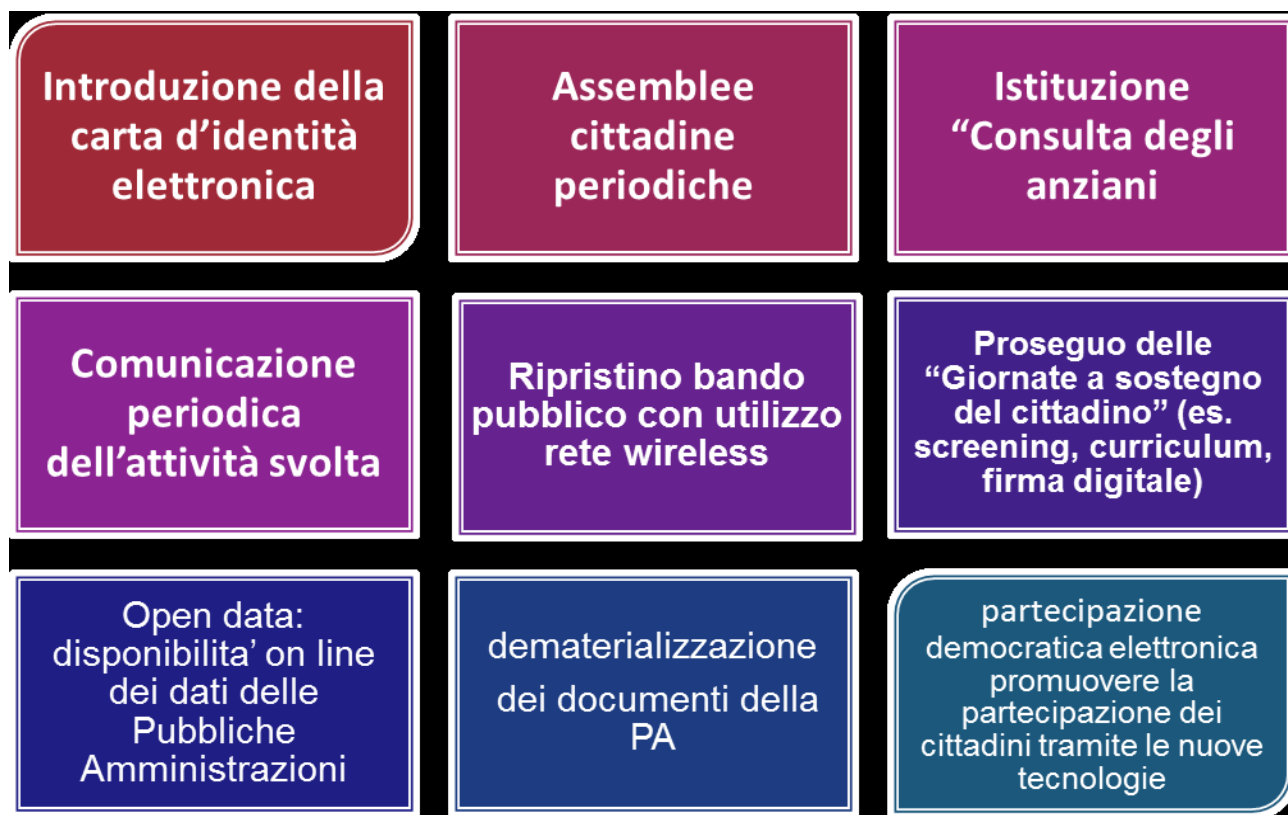 Introduzione della
carta d’identità
elettronica
Assemblee
cittadine
periodiche
Istituzione
“Consulta degli
anziani
Comunicazione
periodica
dell’attività svolta
Ripristino bando
pubblico con utilizzo
rete wireless
Proseguo delle
“Giornate a sostegno
del cittadino” (es.
screening, curriculum,
firma digitale)
Open data:
disponibilita’ on line
dei dati delle
Pubbliche
Amministrazioni
dematerializzazione
dei documenti della
PA
partecipazione
democratica elettronica
promuovere la
partecipazione dei
cittadini tramite le nuove
tecnologie